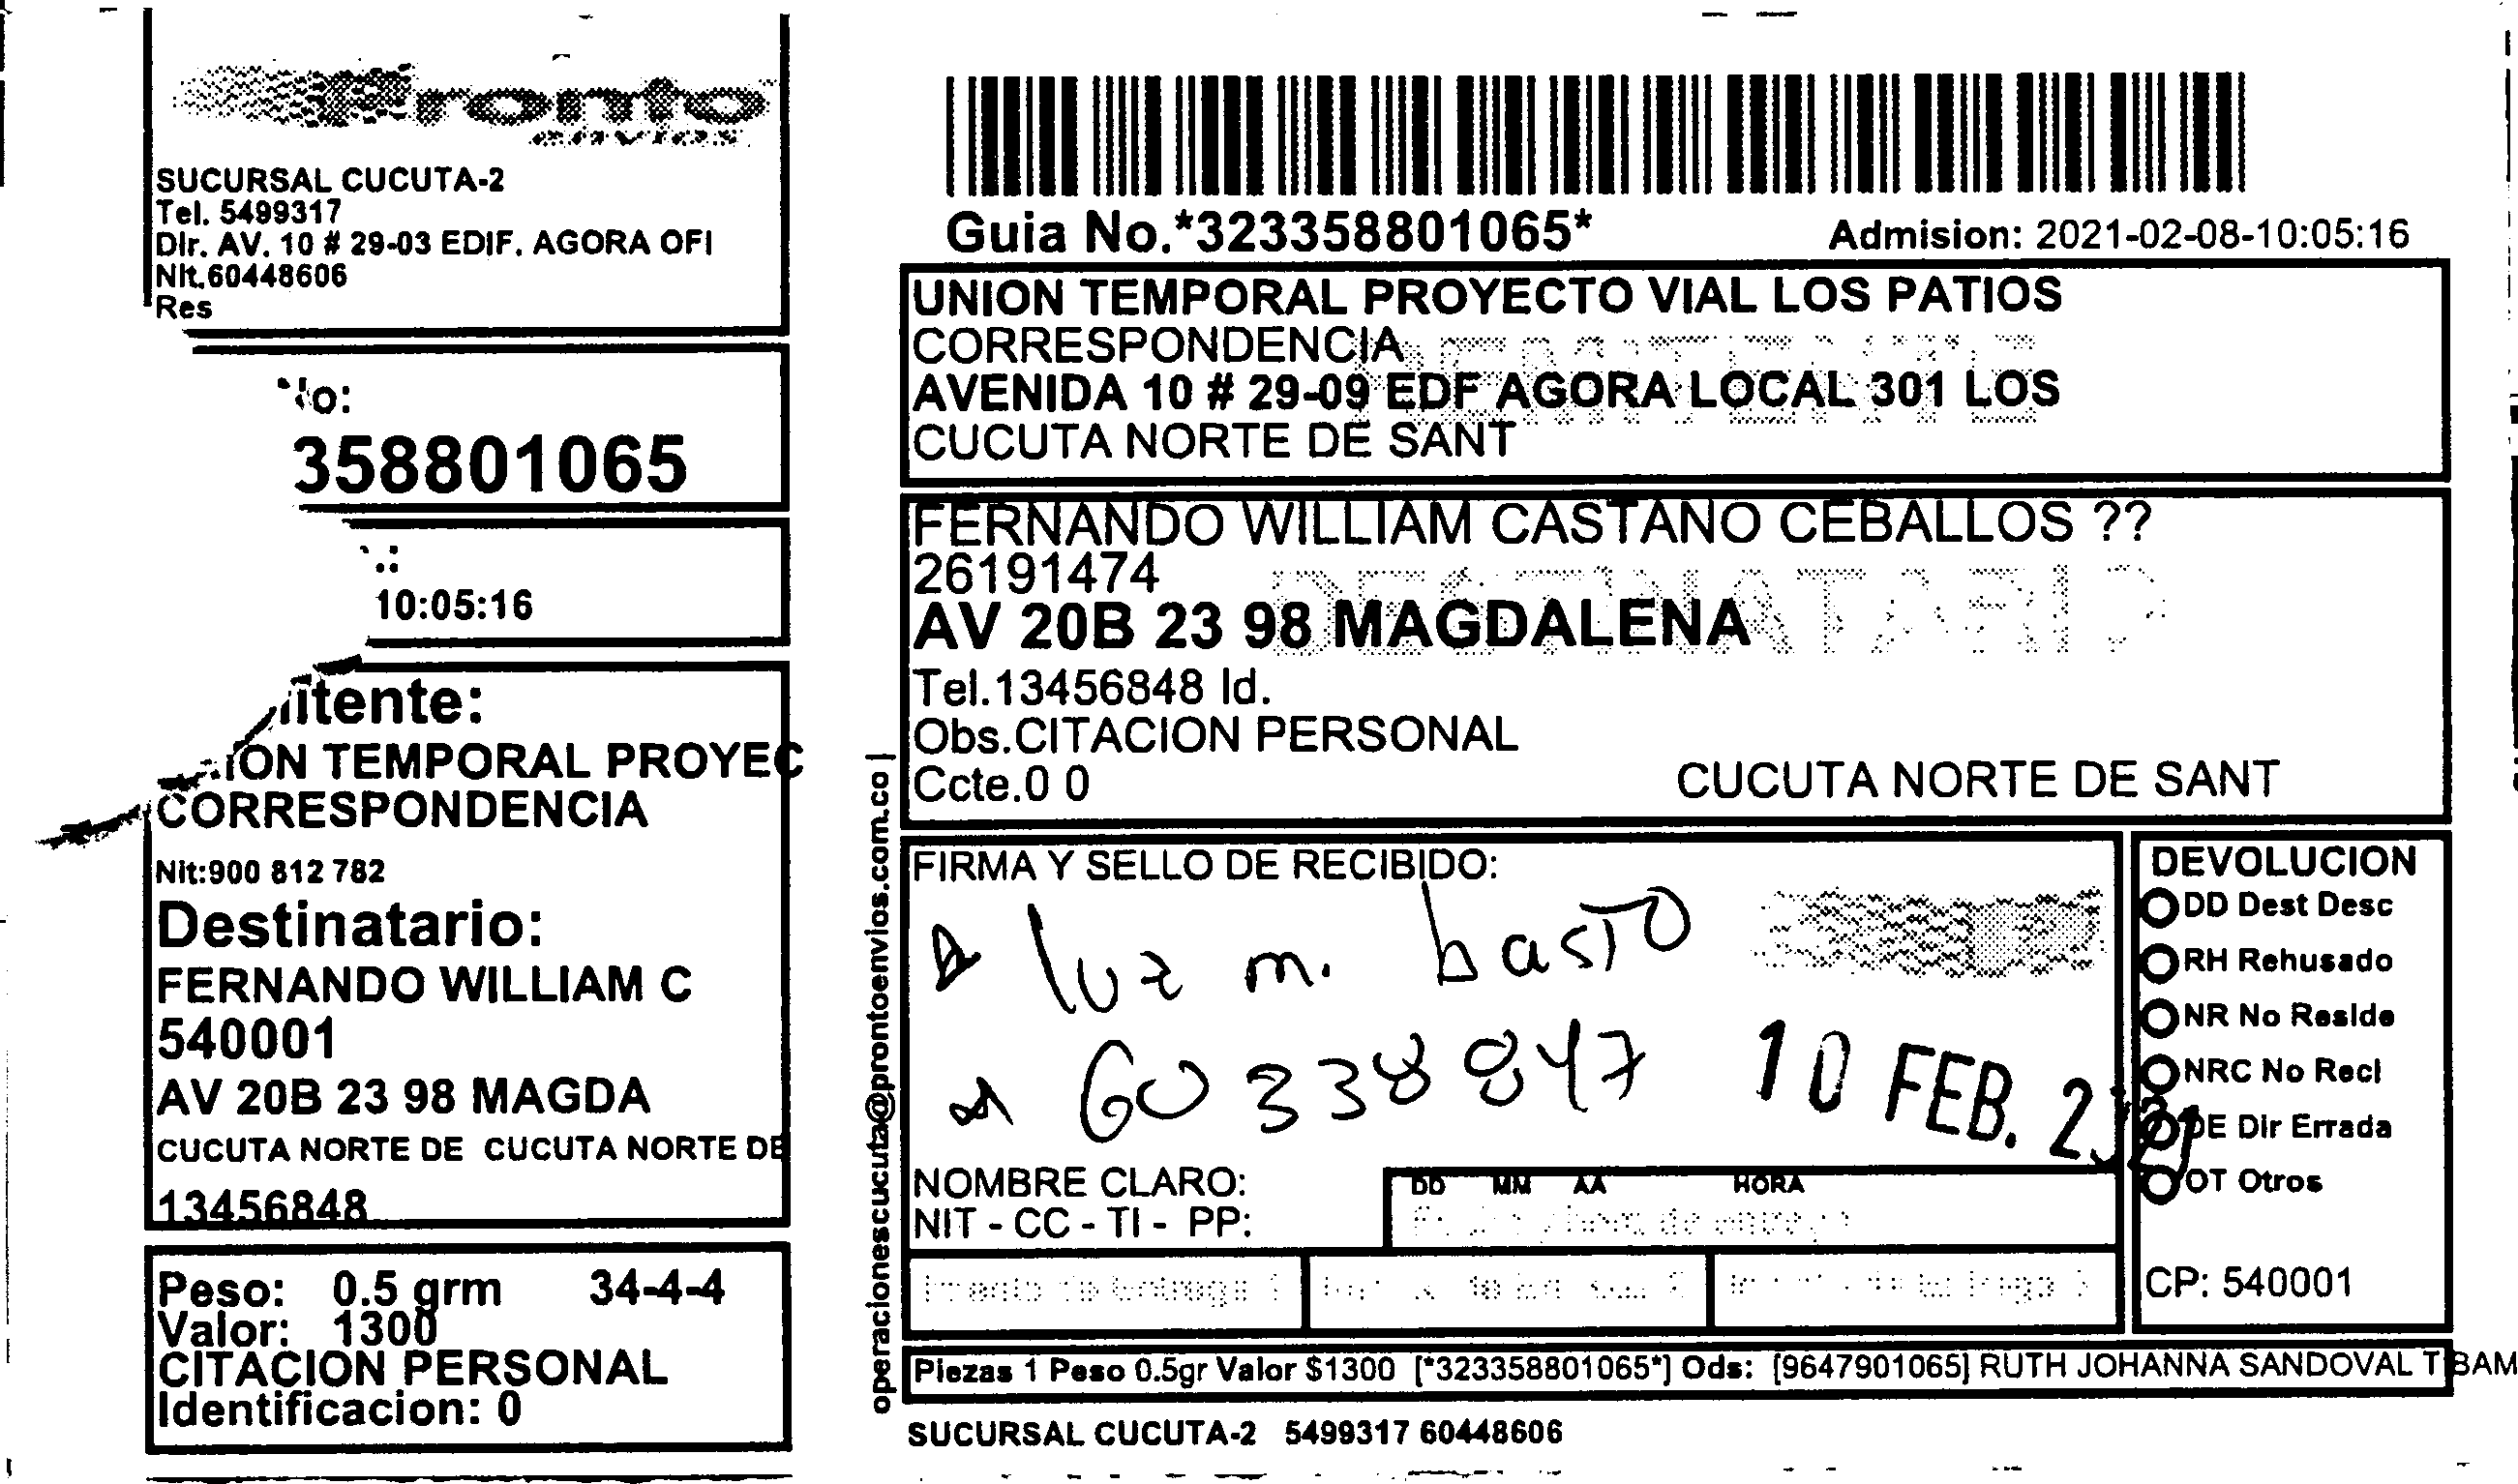 Pronto
envios
SUCURSAL CUCUTA-2
Tel. 5499317
Dir. AV. 10 # 29-03 EDIF. AGORA OFI
Nit.60448606
Res
358801065
10:05:16
itente:
ION TEMPORAL PROYEC
CORRESPONDENCIA
Nit:900 812 782
Destinatario:
FERNANDO WILLIAM C
540001
AV 20B 23 98 MAGDA
CUCUTA NORTE DE CUCUTA NORTE DE
13456848
Peso: 0.5 grm 34-4-4
Valor: 1300
CITACION PERSONAL
Identificacion: 0
operacionescucuta@prontoenvios.com.co |
Guia No.*323358801065* Admision: 2021-02-08-10:05:16
UNION TEMPORAL PROYECTO VIAL LOS PATIOS
CORRESPONDENCIA
REMITENTE
AVENIDA 10 # 29-09 EDF AGORA LOCAL 301 LOS
CUCUTA NORTE DE SANT
FERNANDO WILLIAM CASTANO CEBALLOS ??
26191474
DESTINATARIO
AV 20B 23 98 MAGDALENA
Tel.13456848 Id.
Obs.CITACION PERSONAL
Ccte.0 0 CUCUTA NORTE DE SANT
FIRMA Y SELLO DE RECIBIDO:
luz m. basto
60338847 10 FEB. 2021
NOMBRE CLARO:
NIT - CC - TI - PP:
DD MM AA HORA
DEVOLUCION
DD Dest Desc
RH Rehusado
NR No Reside
NRC No Reci
DE Dir Errada
OT Otros
CP: 540001
Piezas 1 Peso 0.5gr Valor $1300 [*323358801065*] Ods: [9647901065] RUTH JOHANNA SANDOVAL TIBAM
SUCURSAL CUCUTA-2 5499317 60448606